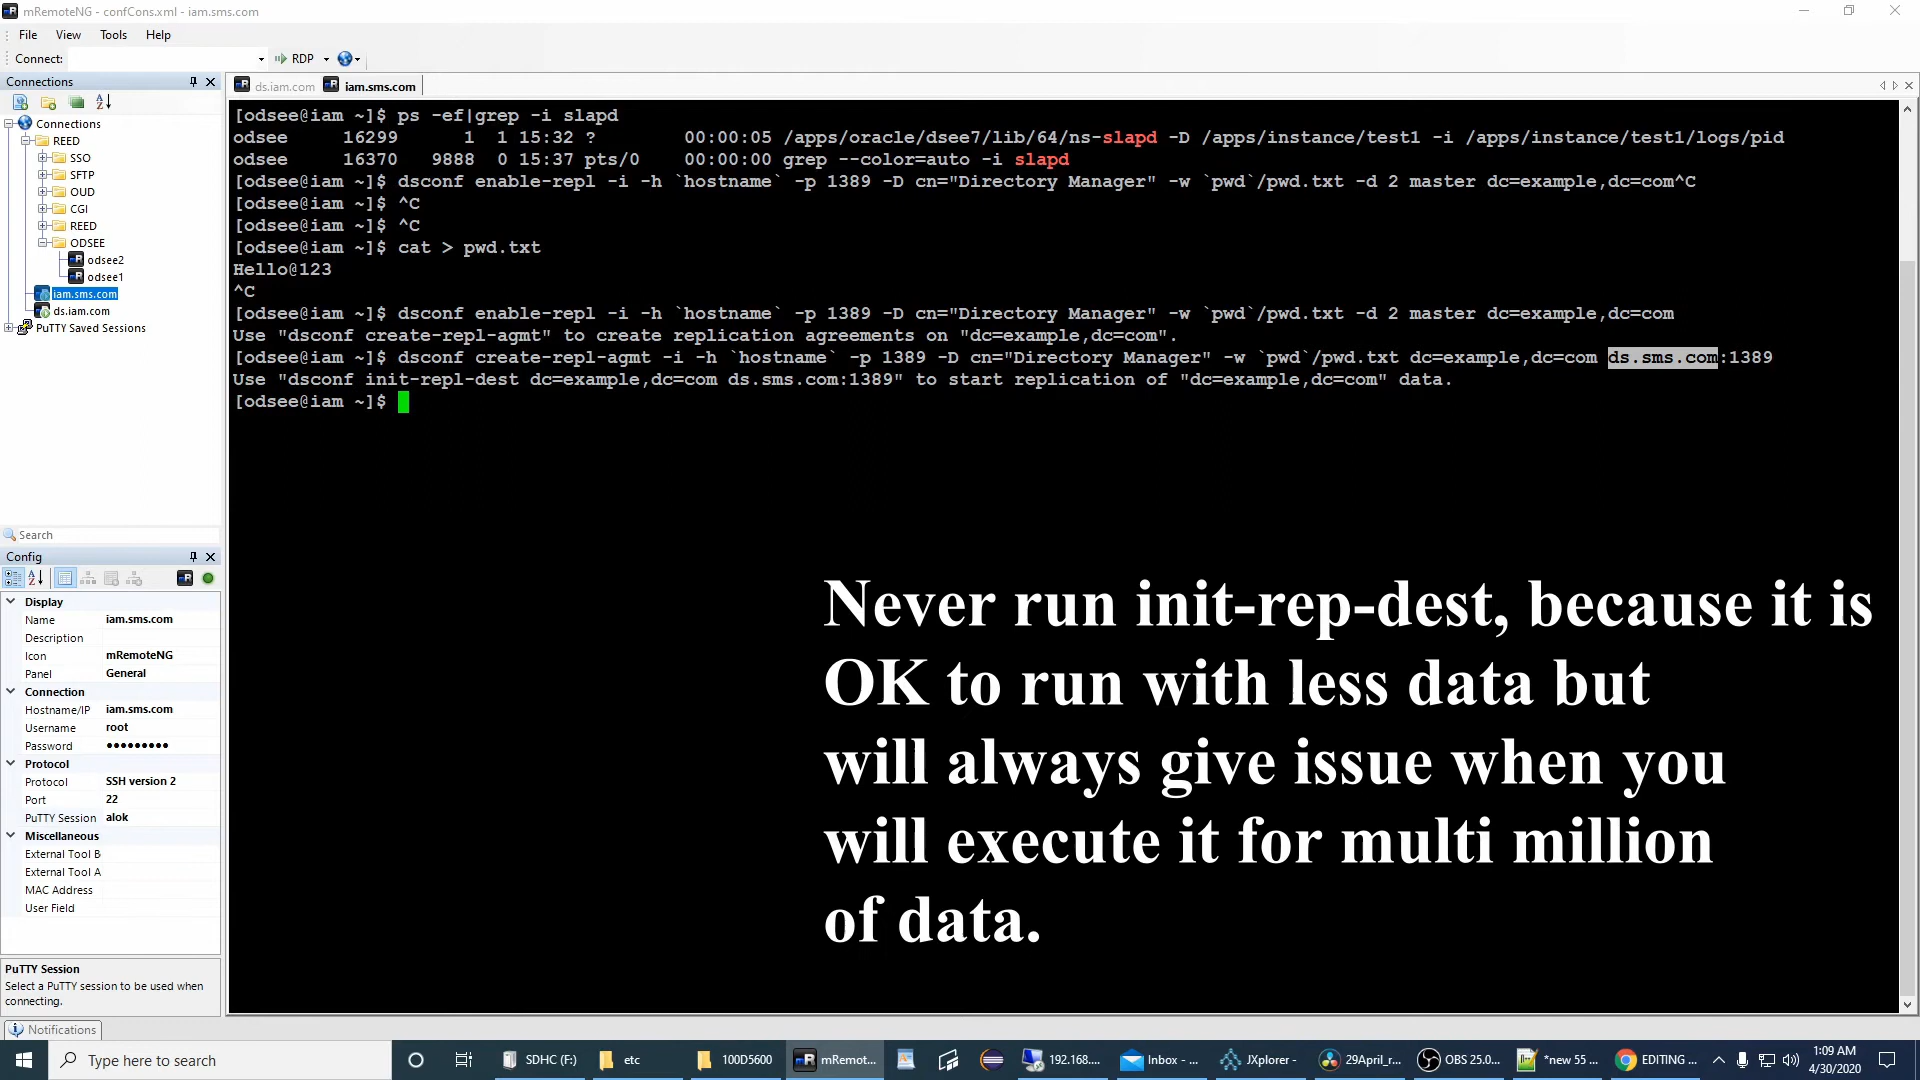 mRemoteNG - confCons.xml - iam.sms.com
File View Tools Help
Connect: RDP
Connections
ds.iam.com iam.sms.com
Connections
REED
SSO
SFTP
OUD
CGI
REED
ODSEE
odsee2
odsee1
iam.sms.com
ds.iam.com
PuTTY Saved Sessions
[odsee@iam ~]$ ps -ef|grep -i slapd
odsee 16299 1 1 15:32 ? 00:00:05 /apps/oracle/dsee7/lib/64/ns-slapd -D /apps/instance/test1 -i /apps/instance/test1/logs/pid
odsee 16370 9888 0 15:37 pts/0 00:00:00 grep --color=auto -i slapd
[odsee@iam ~]$ dsconf enable-repl -i -h `hostname` -p 1389 -D cn="Directory Manager" -w `pwd`/pwd.txt -d 2 master dc=example,dc=com^C
[odsee@iam ~]$ ^C
[odsee@iam ~]$ ^C
[odsee@iam ~]$ cat > pwd.txt
Hello@123
^C
[odsee@iam ~]$ dsconf enable-repl -i -h `hostname` -p 1389 -D cn="Directory Manager" -w `pwd`/pwd.txt -d 2 master dc=example,dc=com
Use "dsconf create-repl-agmt" to create replication agreements on "dc=example,dc=com".
[odsee@iam ~]$ dsconf create-repl-agmt -i -h `hostname` -p 1389 -D cn="Directory Manager" -w `pwd`/pwd.txt dc=example,dc=com ds.sms.com:1389
Use "dsconf init-repl-dest dc=example,dc=com ds.sms.com:1389" to start replication of "dc=example,dc=com" data.
[odsee@iam ~]$
Never run init-rep-dest, because it is
OK to run with less data but
will always give issue when you
will execute it for multi million
of data.
Search
Config
Display
Name iam.sms.com
Description
Icon mRemoteNG
Panel General
Connection
Hostname/IP iam.sms.com
Username root
Password ●●●●●●●●●
Protocol
Protocol SSH version 2
Port 22
PuTTY Session alok
Miscellaneous
External Tool B
External Tool A
MAC Address
User Field
PuTTY Session
Select a PuTTY session to be used when
connecting.
Notifications
Type here to search
SDHC (F:) etc 100D5600 mRemot... 192.168.... Inbox - ... JXplorer - 29April_r... OBS 25.0... *new 55 ... EDITING ...
1:09 AM
4/30/2020